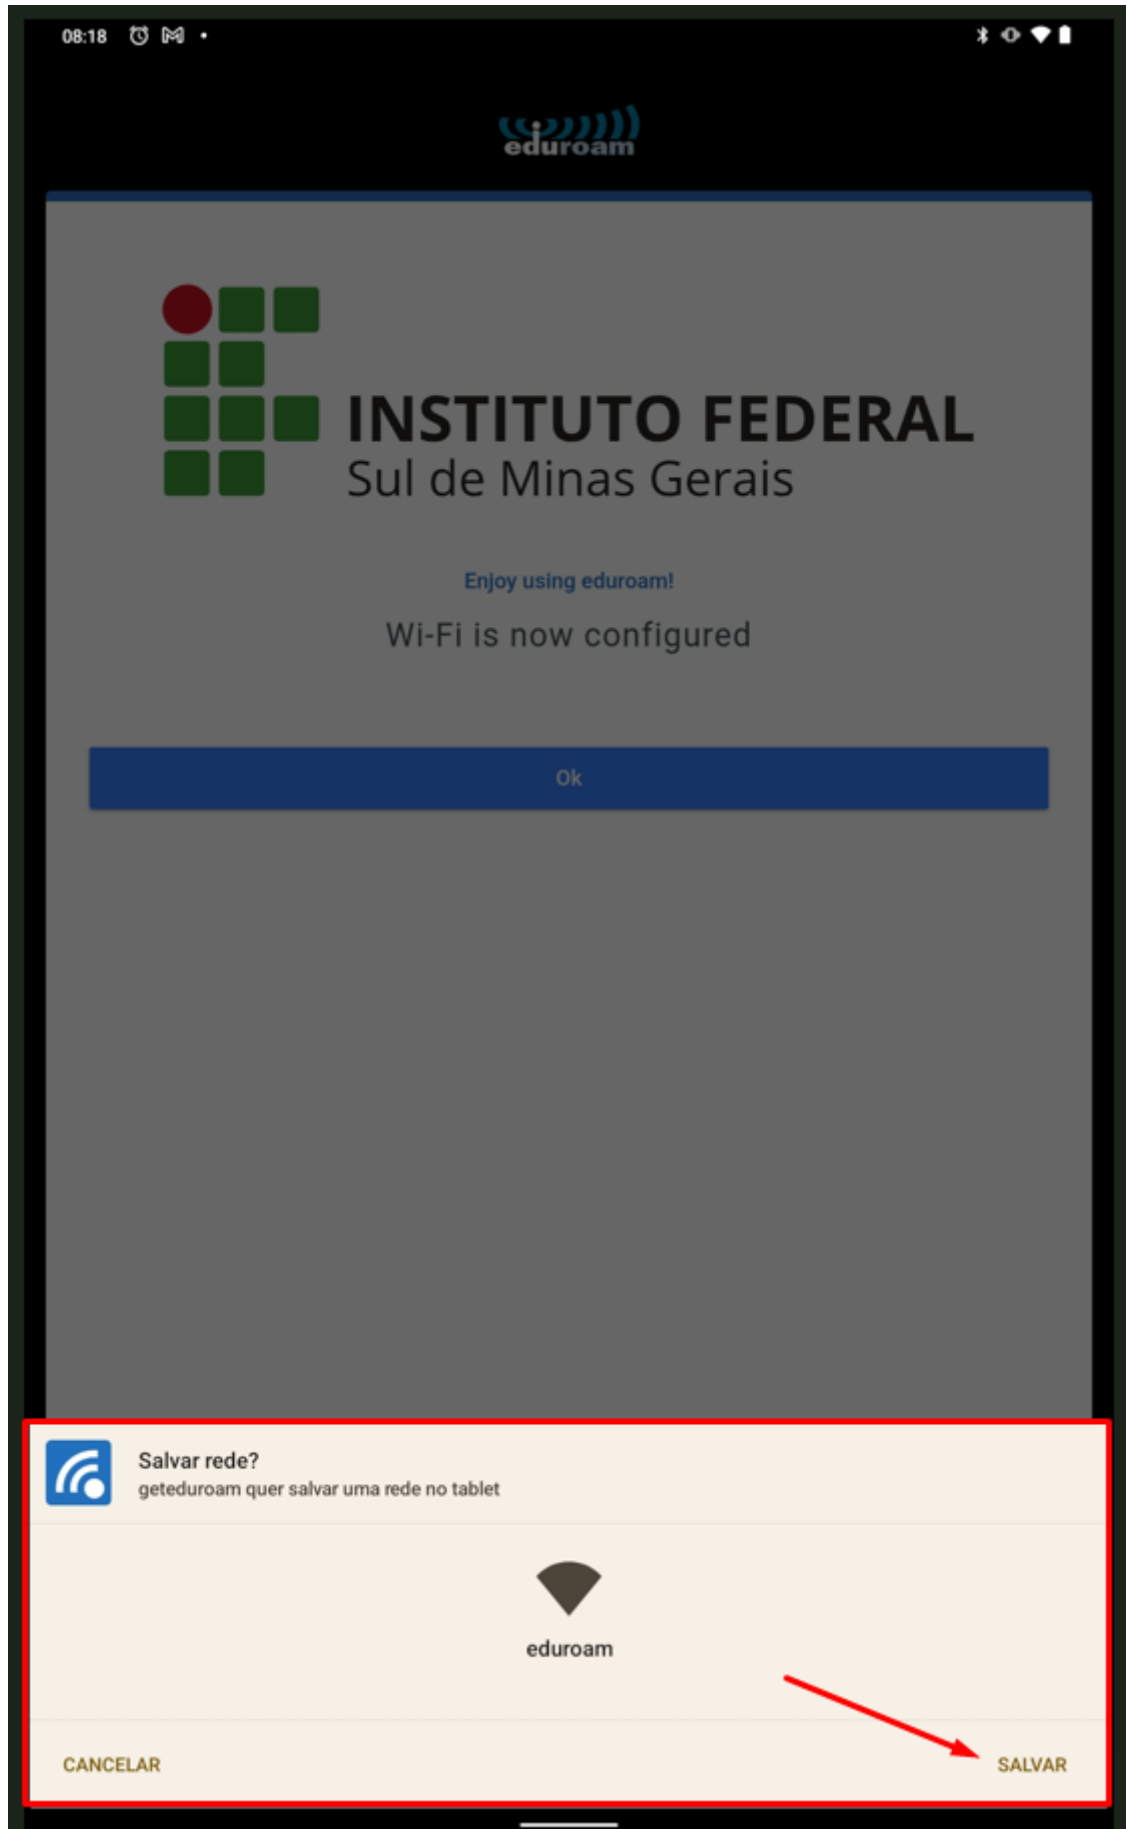 08:18
eduroam
INSTITUTO FEDERAL
Sul de Minas Gerais
Enjoy using eduroam!
Wi-Fi is now configured
Ok
Salvar rede?
geteduroam quer salvar uma rede no tablet
eduroam
CANCELAR
SALVAR